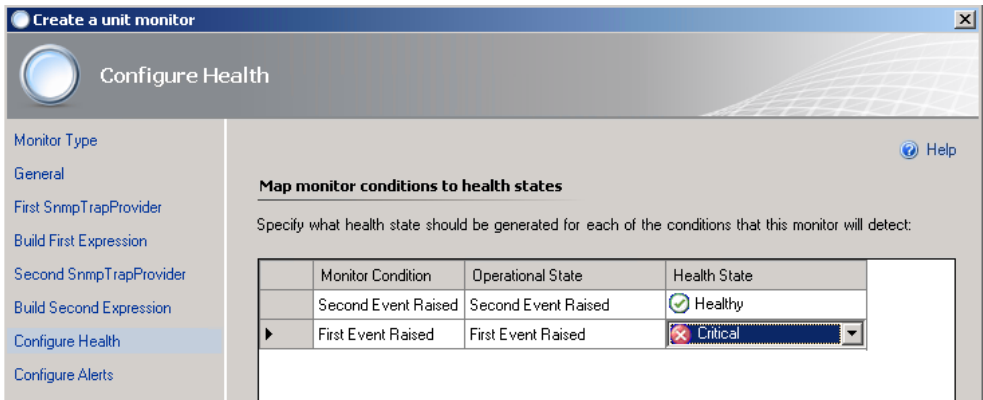 Create a unit monitor
Configure Health
Monitor Type
General
First SnmpTrapProvider
Build First Expression
Second SnmpTrapProvider
Build Second Expression
Configure Health
Configure Alerts
Help
Map monitor conditions to health states
Specify what health state should be generated for each of the conditions that this monitor will detect:
Monitor Condition Operational State Health State
Second Event Raised Second Event Raised Healthy
First Event Raised First Event Raised Critical